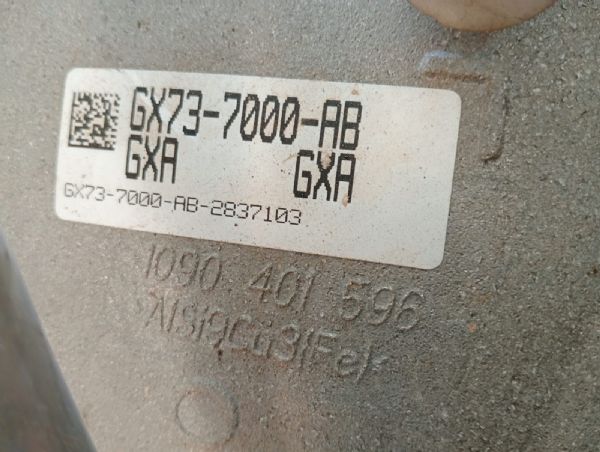 GX73-7000-AB
GXA GXA
GX73-7000-AB-2837103
1090 401 596
>AlSi9Cu3(Fe)<